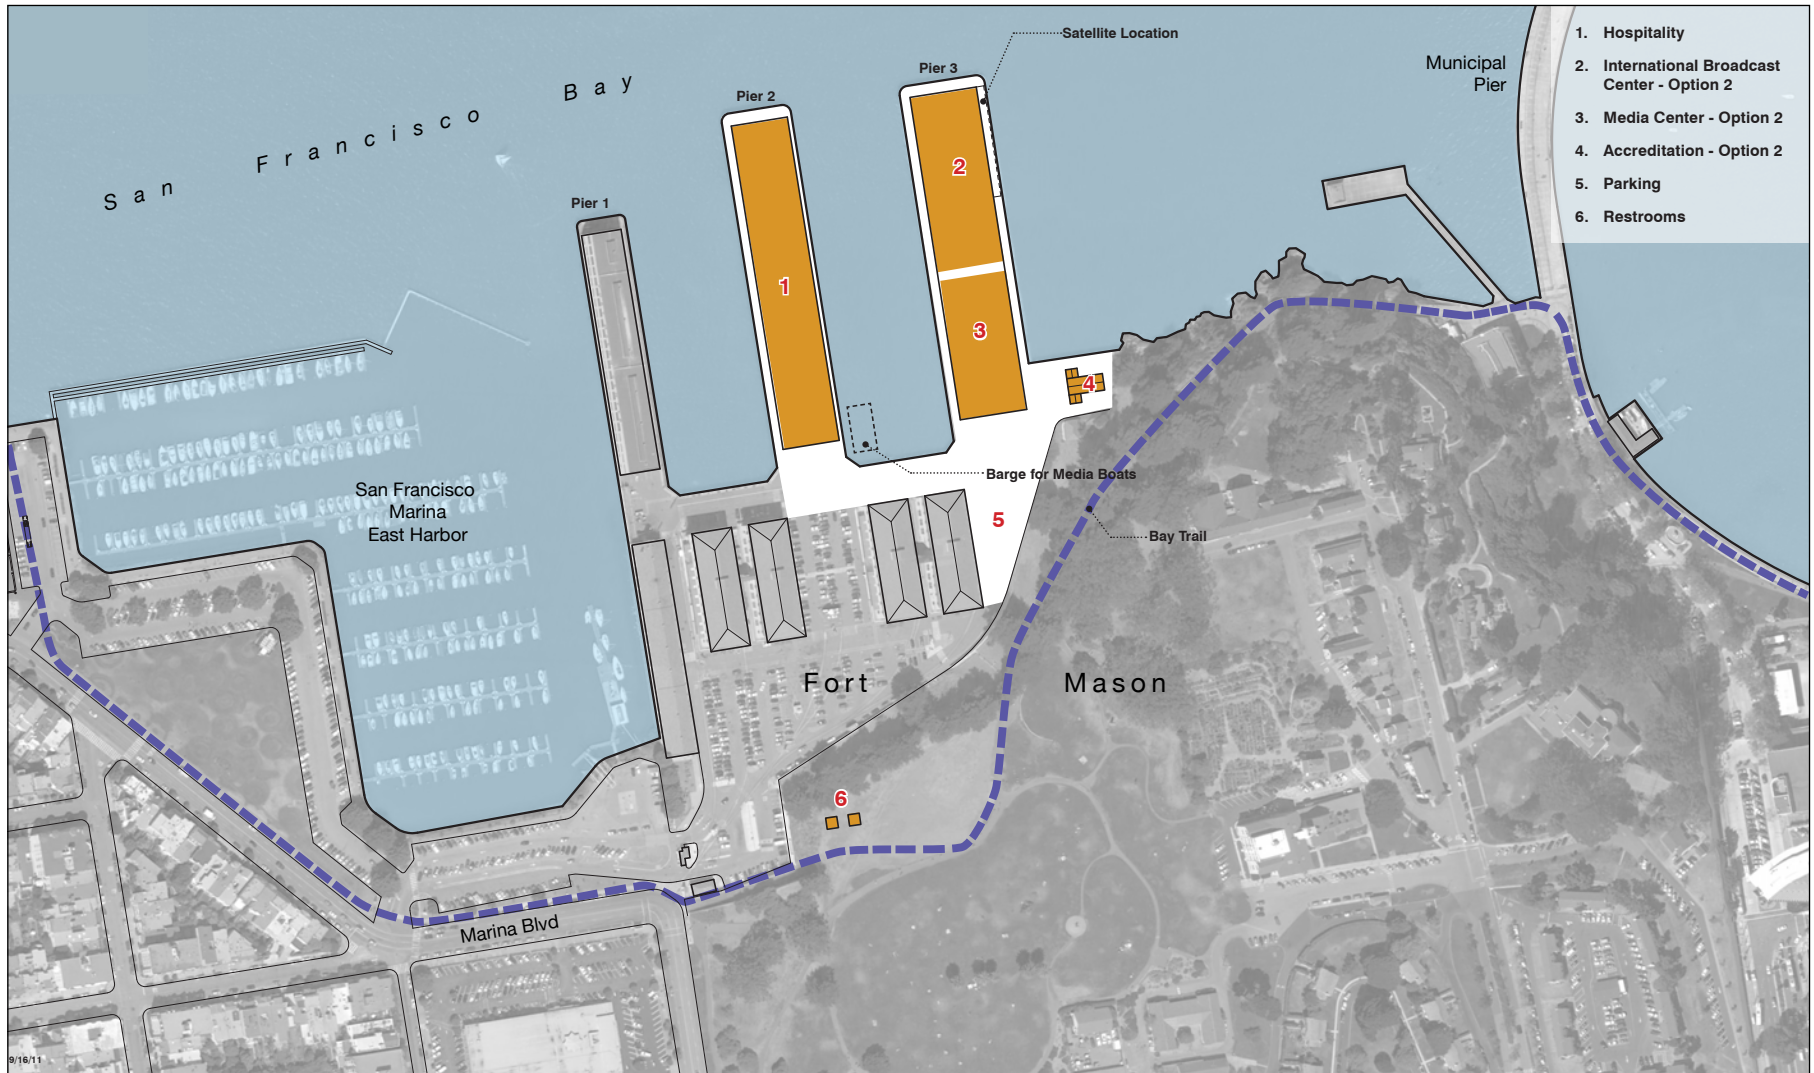 Satellite Location
Municipal
Pier
1. Hospitality
2. International Broadcast
Center - Option 2
3. Media Center - Option 2
4. Accreditation - Option 2
5. Parking
6. Restrooms
San Francisco Bay
Pier 3
Pier 2
Pier 1
2
1
3
4
San Francisco
Marina
East Harbor
Barge for Media Boats
5
Bay Trail
Fort Mason
6
Marina Blvd
9/16/11